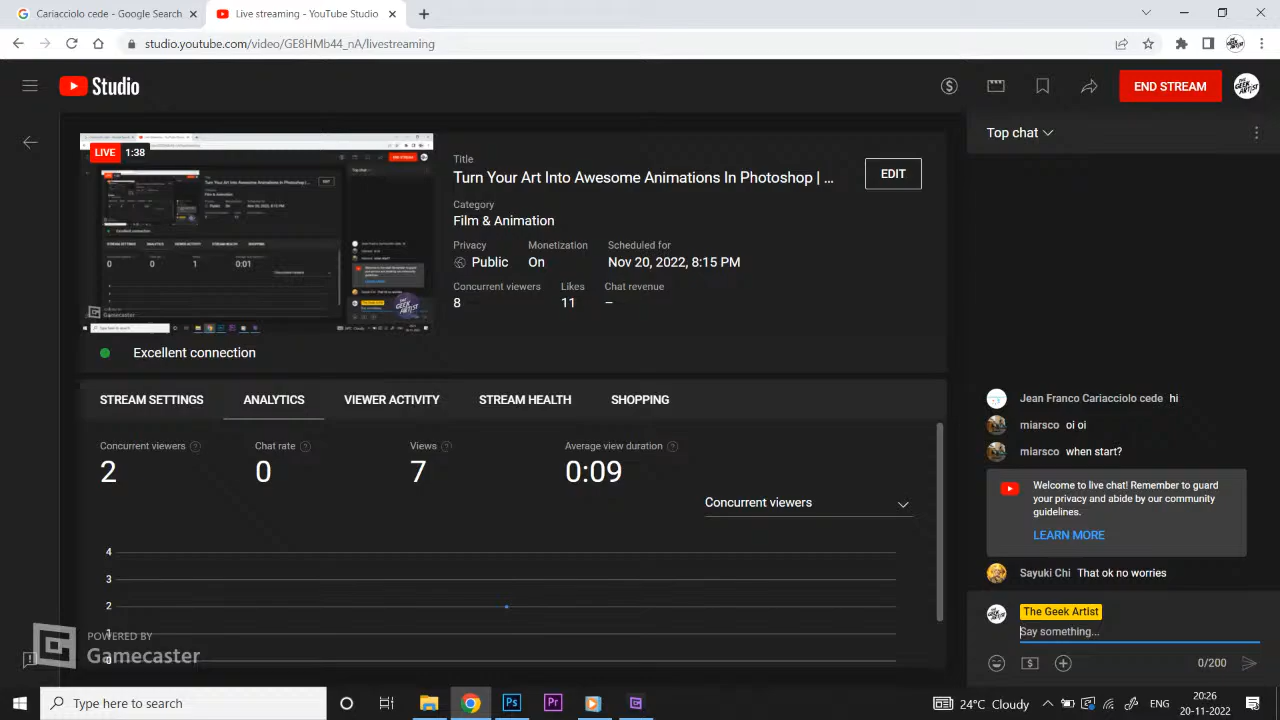 Cariacciolo cede - Google Search
Live streaming - YouTube Studio
studio.youtube.com/video/GE8HMb44_nA/livestreaming
Studio
END STREAM
LIVE 1:38
Title
Turn Your Art Into Awesome Aumations In Photoshop | ...
EDIT
Category
Film & Animation
Privacy
Public
Monetization
On
Scheduled for
Nov 20, 2022, 8:15 PM
Concurrent viewers
8
Likes
11
Chat revenue
–
Excellent connection
STREAM SETTINGS
ANALYTICS
VIEWER ACTIVITY
STREAM HEALTH
SHOPPING
Concurrent viewers
2
Chat rate
0
Views
7
Average view duration
0:09
Concurrent viewers
4
3
2
1
0
POWERED BY
Gamecaster
Top chat
Jean Franco Cariacciolo cede hi
miarsco oi oi
miarsco when start?
Welcome to live chat! Remember to guard
your privacy and abide by our community
guidelines.
LEARN MORE
Sayuki Chi That ok no worries
The Geek Artist
Say something...
0/200
Type here to search
24°C Cloudy
ENG
20:26
20-11-2022